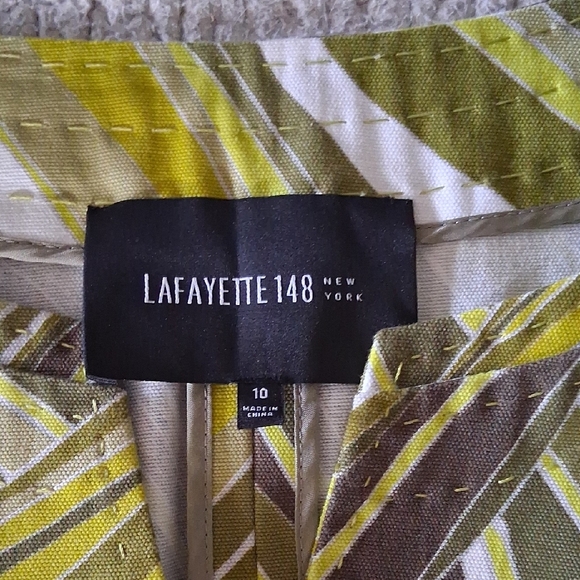 LAFAYETTE 148 NEW YORK
10
MADE IN
CHINA